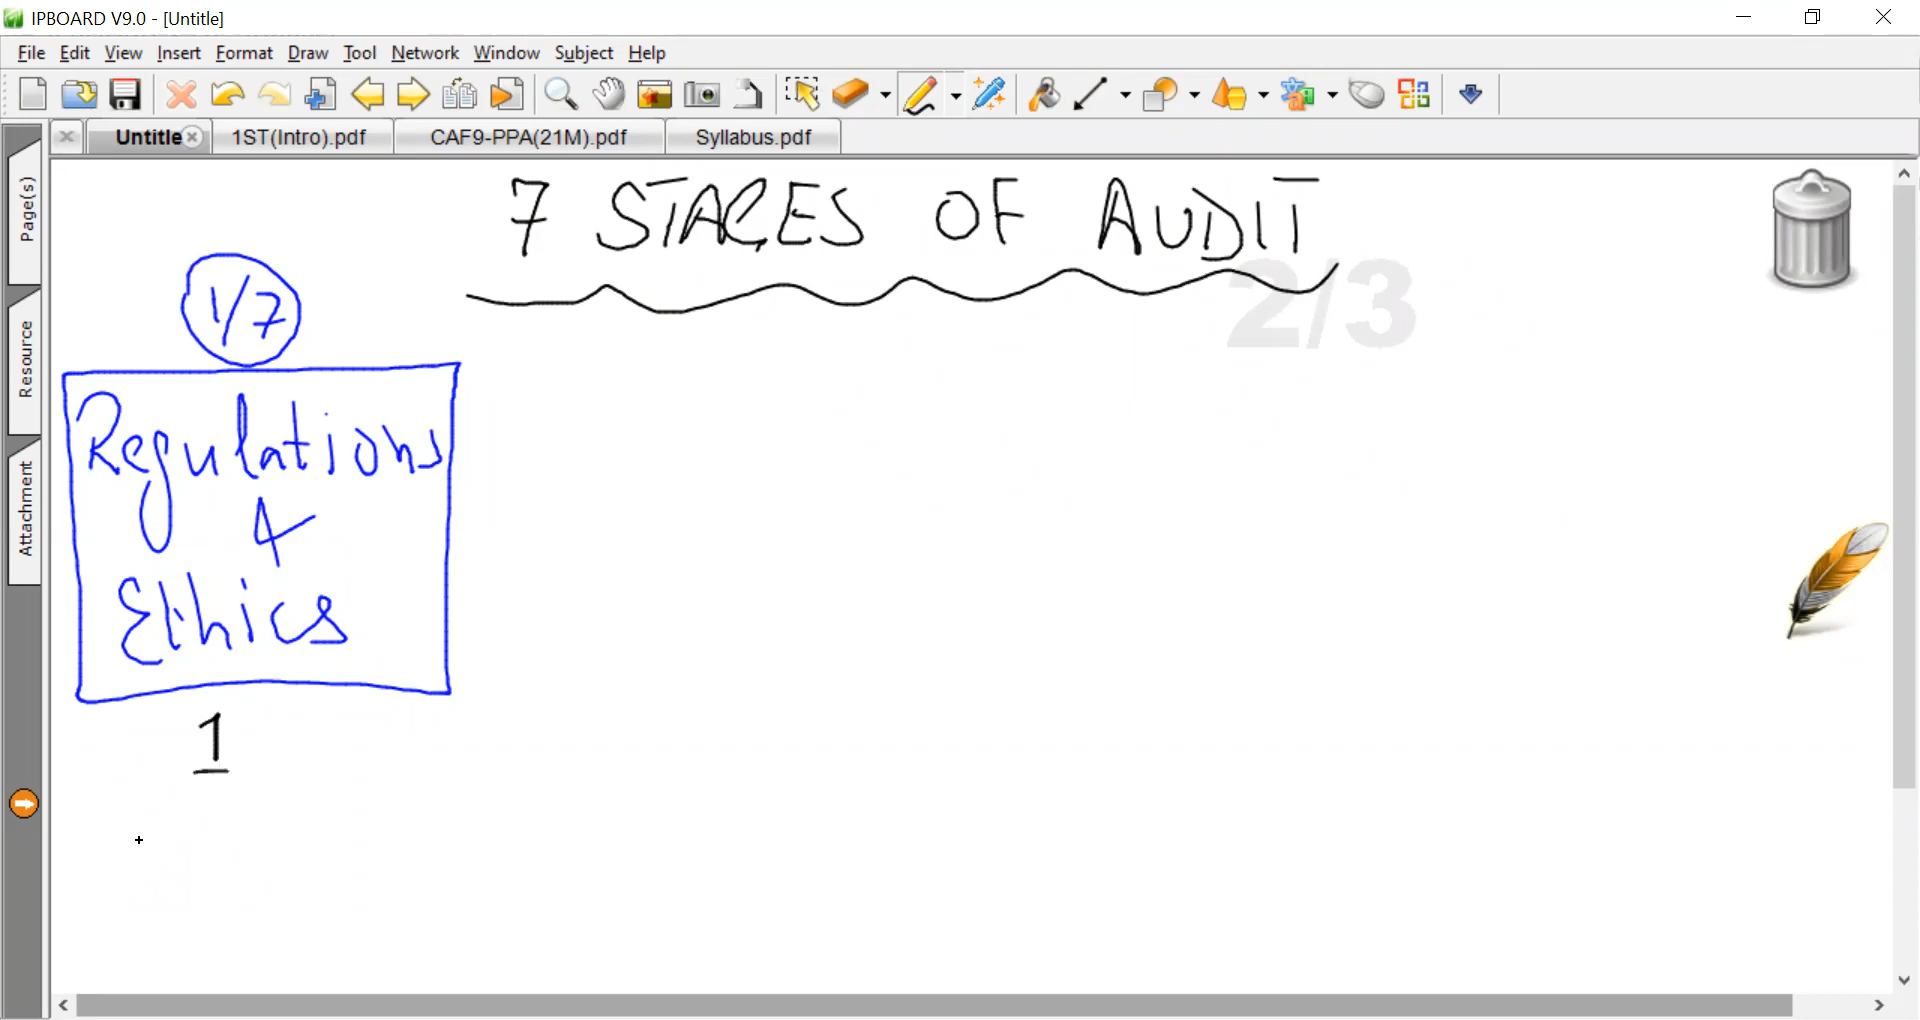 IPBOARD V9.0 - [Untitle]
File Edit View Insert Format Draw Tool Network Window Subject Help
Untitle 1ST(Intro).pdf CAF9-PPA(21M).pdf Syllabus.pdf
Page(s)
Resource
Attachment
7 STAGES OF AUDIT
2/3
1/7
Regulations
&
Ethics
1